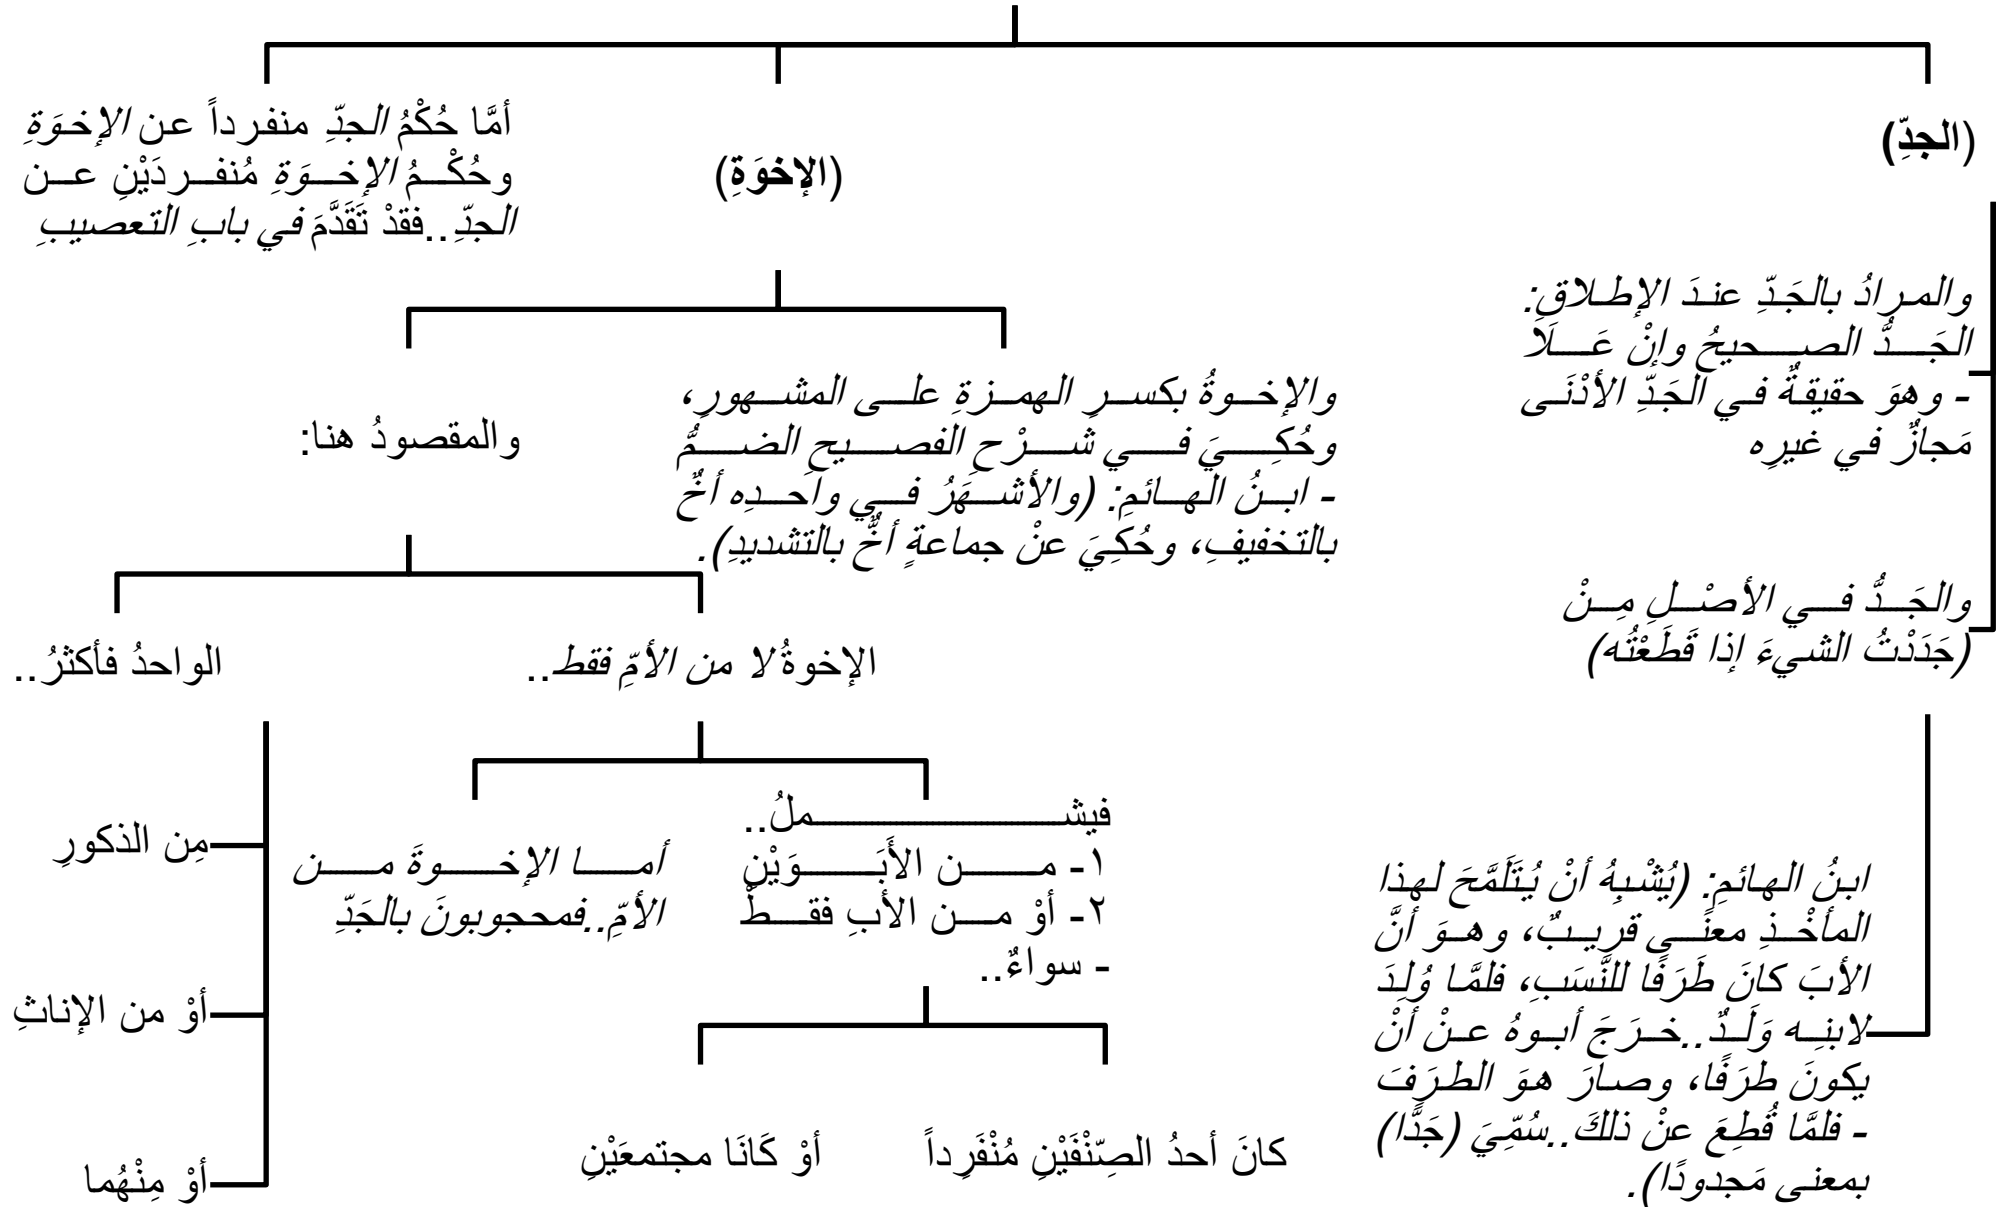 (الجدِّ)
والمرادُ بالجَدِّ عندَ الإطلاقِ:
الجَدُّ الصحيحُ وإنْ عَلَا
- وهوَ حقيقةٌ في الجَدِّ الأدْنَى
مَجازٌ في غيرِه
والجَدُّ في الأصْلِ مِنْ
(جَدَدْتُ الشيءَ إذا قَطَعْتُه)
ابنُ الهائمِ: (يُشْبِهُ أنْ يُتَلَمَّحَ لهذا
المأخْذِ معنًى قريبٌ، وهوَ أنَّ
الأبَ كانَ طَرَفًا للنَّسَبِ، فلمَّا وُلِدَ
لابنِه وَلَدٌ..خرَجَ أبوهُ عنْ أنْ
يكونَ طرَفًا، وصارَ هوَ الطرَفَ
- فلمَّا قُطِعَ عنْ ذلكَ..سُمِّيَ (جَدًّا)
بمعنى مَجدودًا).
(الإخوَةِ)
والإخوةُ بكسرِ الهمزةِ على المشهورِ،
وحُكِيَ في شرْحِ الفصيحِ الضمُّ
- ابنُ الهائمِ: (والأشهَرُ في واحدِه أخٌ
بالتخفيفِ، وحُكِيَ عنْ جماعةٍ أخٌّ بالتشديدِ).
والمقصودُ هنا:
الإخوةُ لا من الأمِّ فقط..
فيشملُ..
١- من الأبَوَيْنِ
٢- أوْ من الأبِ فقطْ
- سواءٌ..
كانَ أحدُ الصِّنْفَيْنِ مُنْفَرِداً
أوْ كَانَا مجتمعَيْنِ
أما الإخوةَ من
الأمِّ..فمحجوبونَ بالجَدِّ
الواحدُ فأكثرُ..
مِن الذكورِ
أوْ من الإناثِ
أوْ مِنْهُما
أمَّا حُكْمُ الجدِّ منفرداً عن الإخوَةِ
وحُكْمُ الإخوَةِ مُنفردَيْنِ عن
الجدِّ..فقدْ تَقَدَّمَ في بابِ التعصيبِ